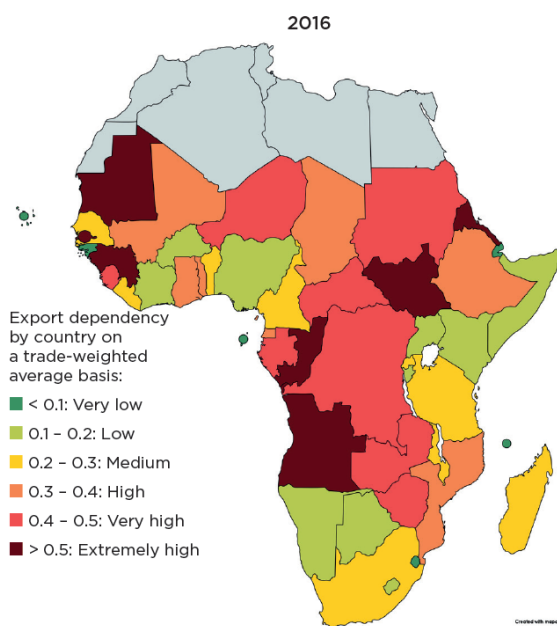 2016
Export dependency
by country on
a trade-weighted
average basis:
< 0.1: Very low
0.1 – 0.2: Low
0.2 – 0.3: Medium
0.3 – 0.4: High
0.4 – 0.5: Very high
> 0.5: Extremely high
Created with